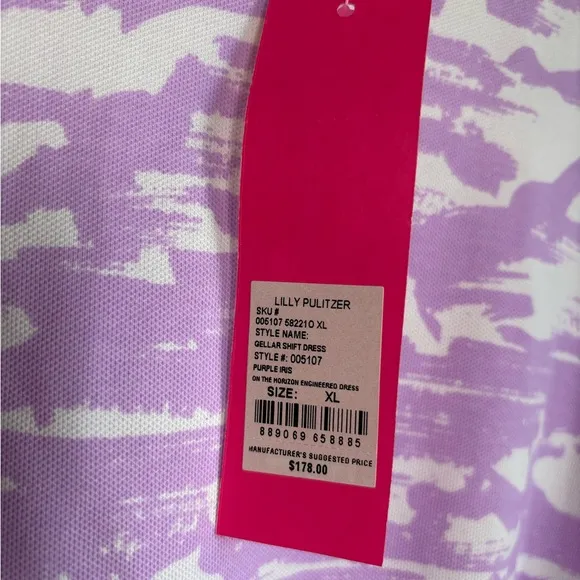 LILLY PULITZER
SKU #
005107 58221O XL
STYLE NAME:
GELLAR SHIFT DRESS
STYLE #: 005107
PURPLE IRIS
ON THE HORIZON ENGINEERED DRESS
SIZE: XL
889069 658885
MANUFACTURER'S SUGGESTED PRICE
$178.00